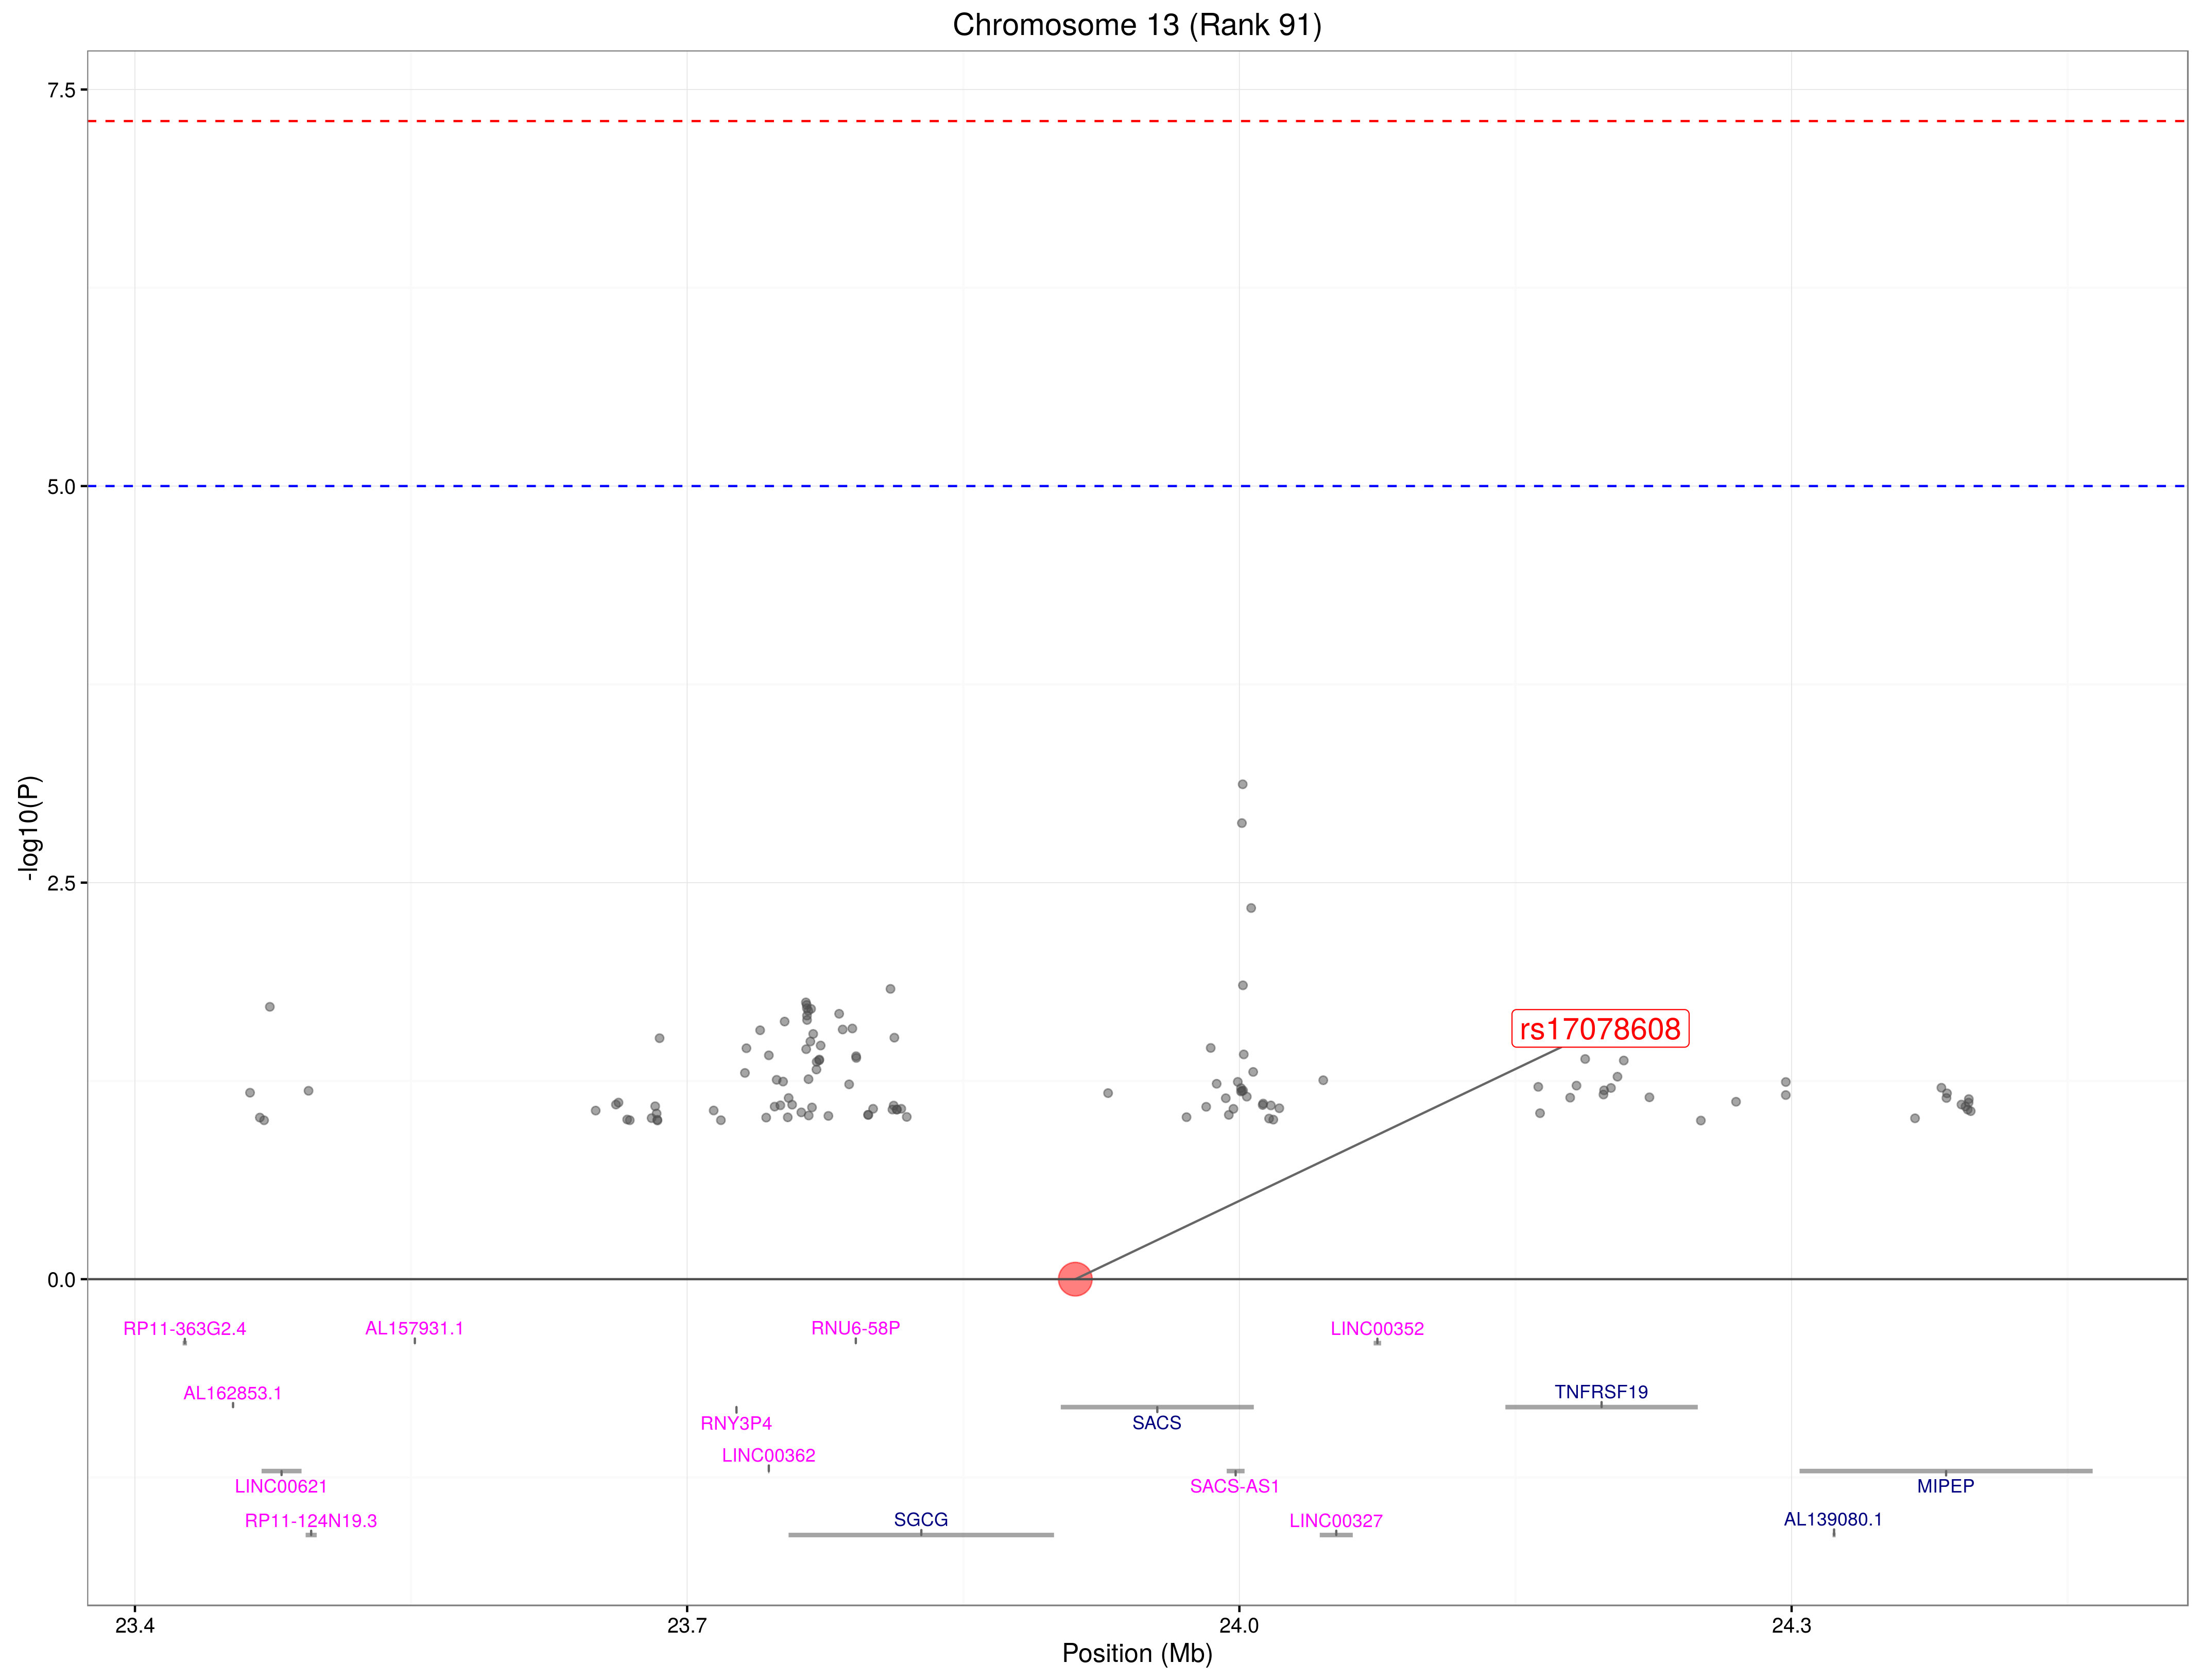 Chromosome 13 (Rank 91)
7.5
5.0
2.5
0.0
-log10(P)
rs17078608
RP11-363G2.4
AL157931.1
RNU6-58P
LINC00352
AL162853.1
TNFRSF19
RNY3P4
SACS
LINC00362
LINC00621
SACS-AS1
MIPEP
RP11-124N19.3
SGCG
LINC00327
AL139080.1
23.4
23.7
24.0
24.3
Position (Mb)